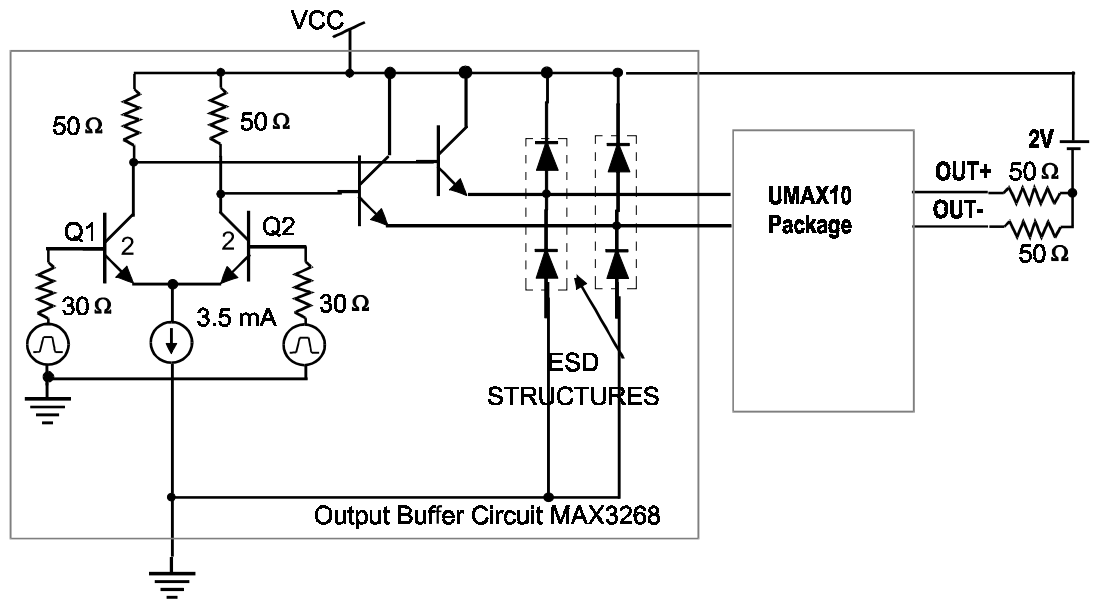 VCC
50 Ω
50 Ω
2V
OUT+
50 Ω
UMAX10
Package
OUT-
50 Ω
Q1
2
2
Q2
30 Ω
3.5 mA
30 Ω
ESD
STRUCTURES
Output Buffer Circuit MAX3268